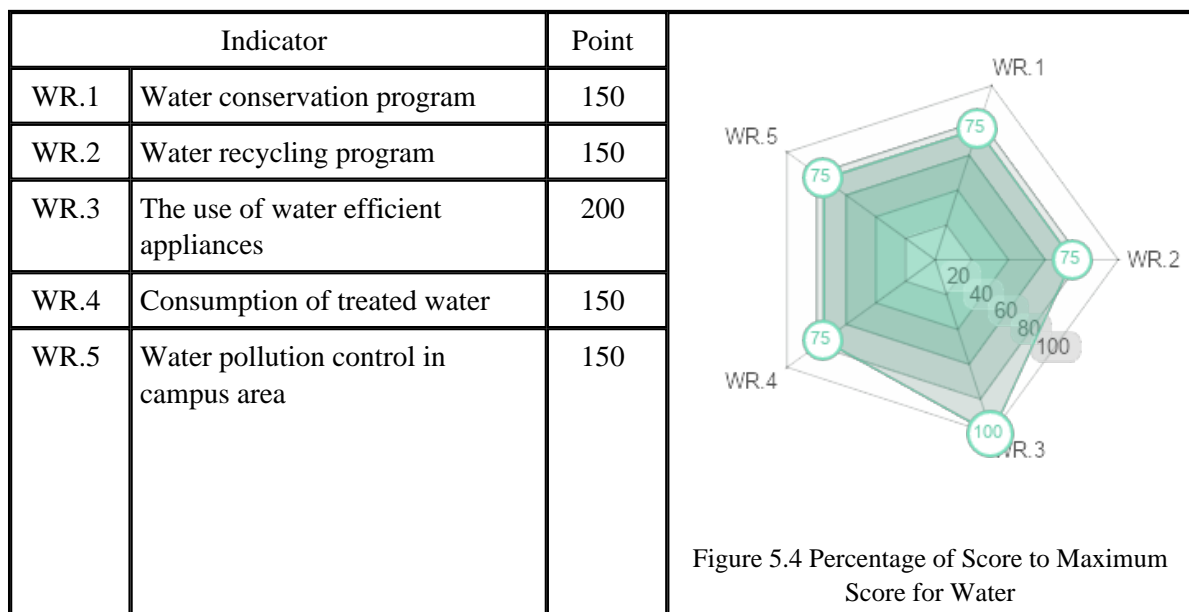 Indicator Point
WR.1 Water conservation program 150
WR.2 Water recycling program 150
WR.3 The use of water efficient 200
appliances
WR.4 Consumption of treated water 150
WR.5 Water pollution control in 150
campus area
WR.1
75
WR.5
75
75
WR.2
20
40
60
80
100
75
WR.4
100
WR.3
Figure 5.4 Percentage of Score to Maximum
Score for Water